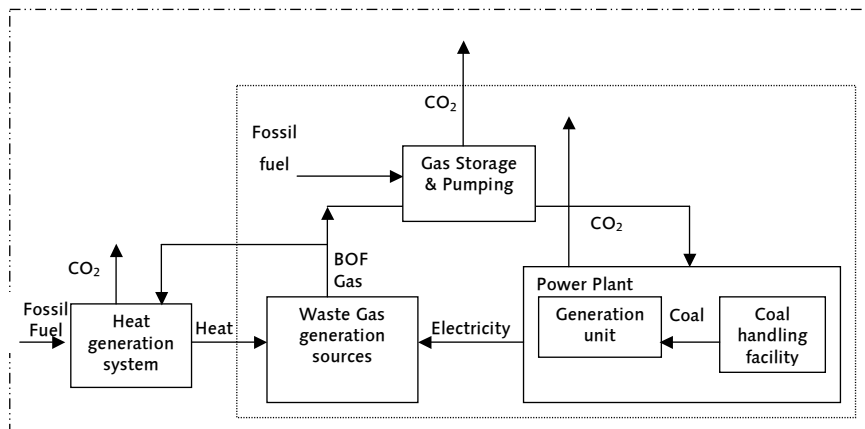 CO₂
Fossil
fuel
Gas Storage
& Pumping
CO₂
CO₂
BOF
Gas
Fossil
Fuel
Heat
generation
system
Heat
Waste Gas
generation
sources
Electricity
Power Plant
Generation
unit
Coal
Coal
handling
facility